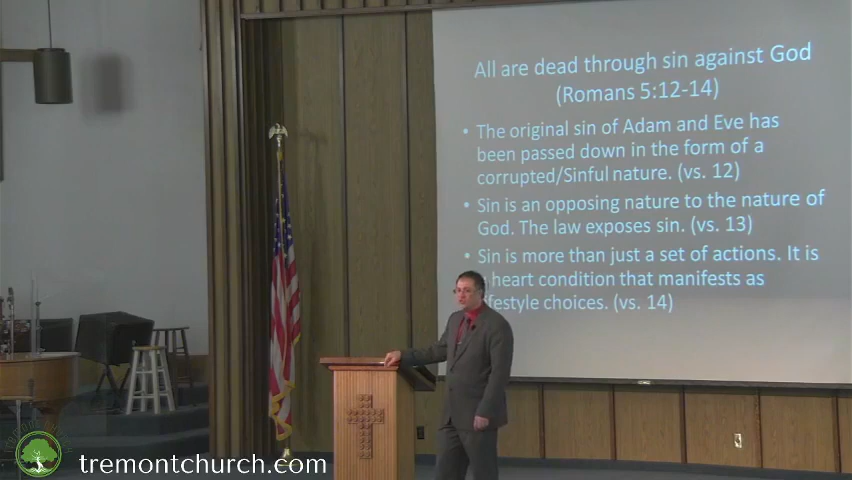 All are dead through sin against God
(Romans 5:12-14)
• The original sin of Adam and Eve has
been passed down in the form of a
corrupted/Sinful nature. (vs. 12)
• Sin is an opposing nature to the nature of
God. The law exposes sin. (vs. 13)
• Sin is more than just a set of actions. It is
heart condition that manifests as
ifestyle choices. (vs. 14)
tremontchurch.com